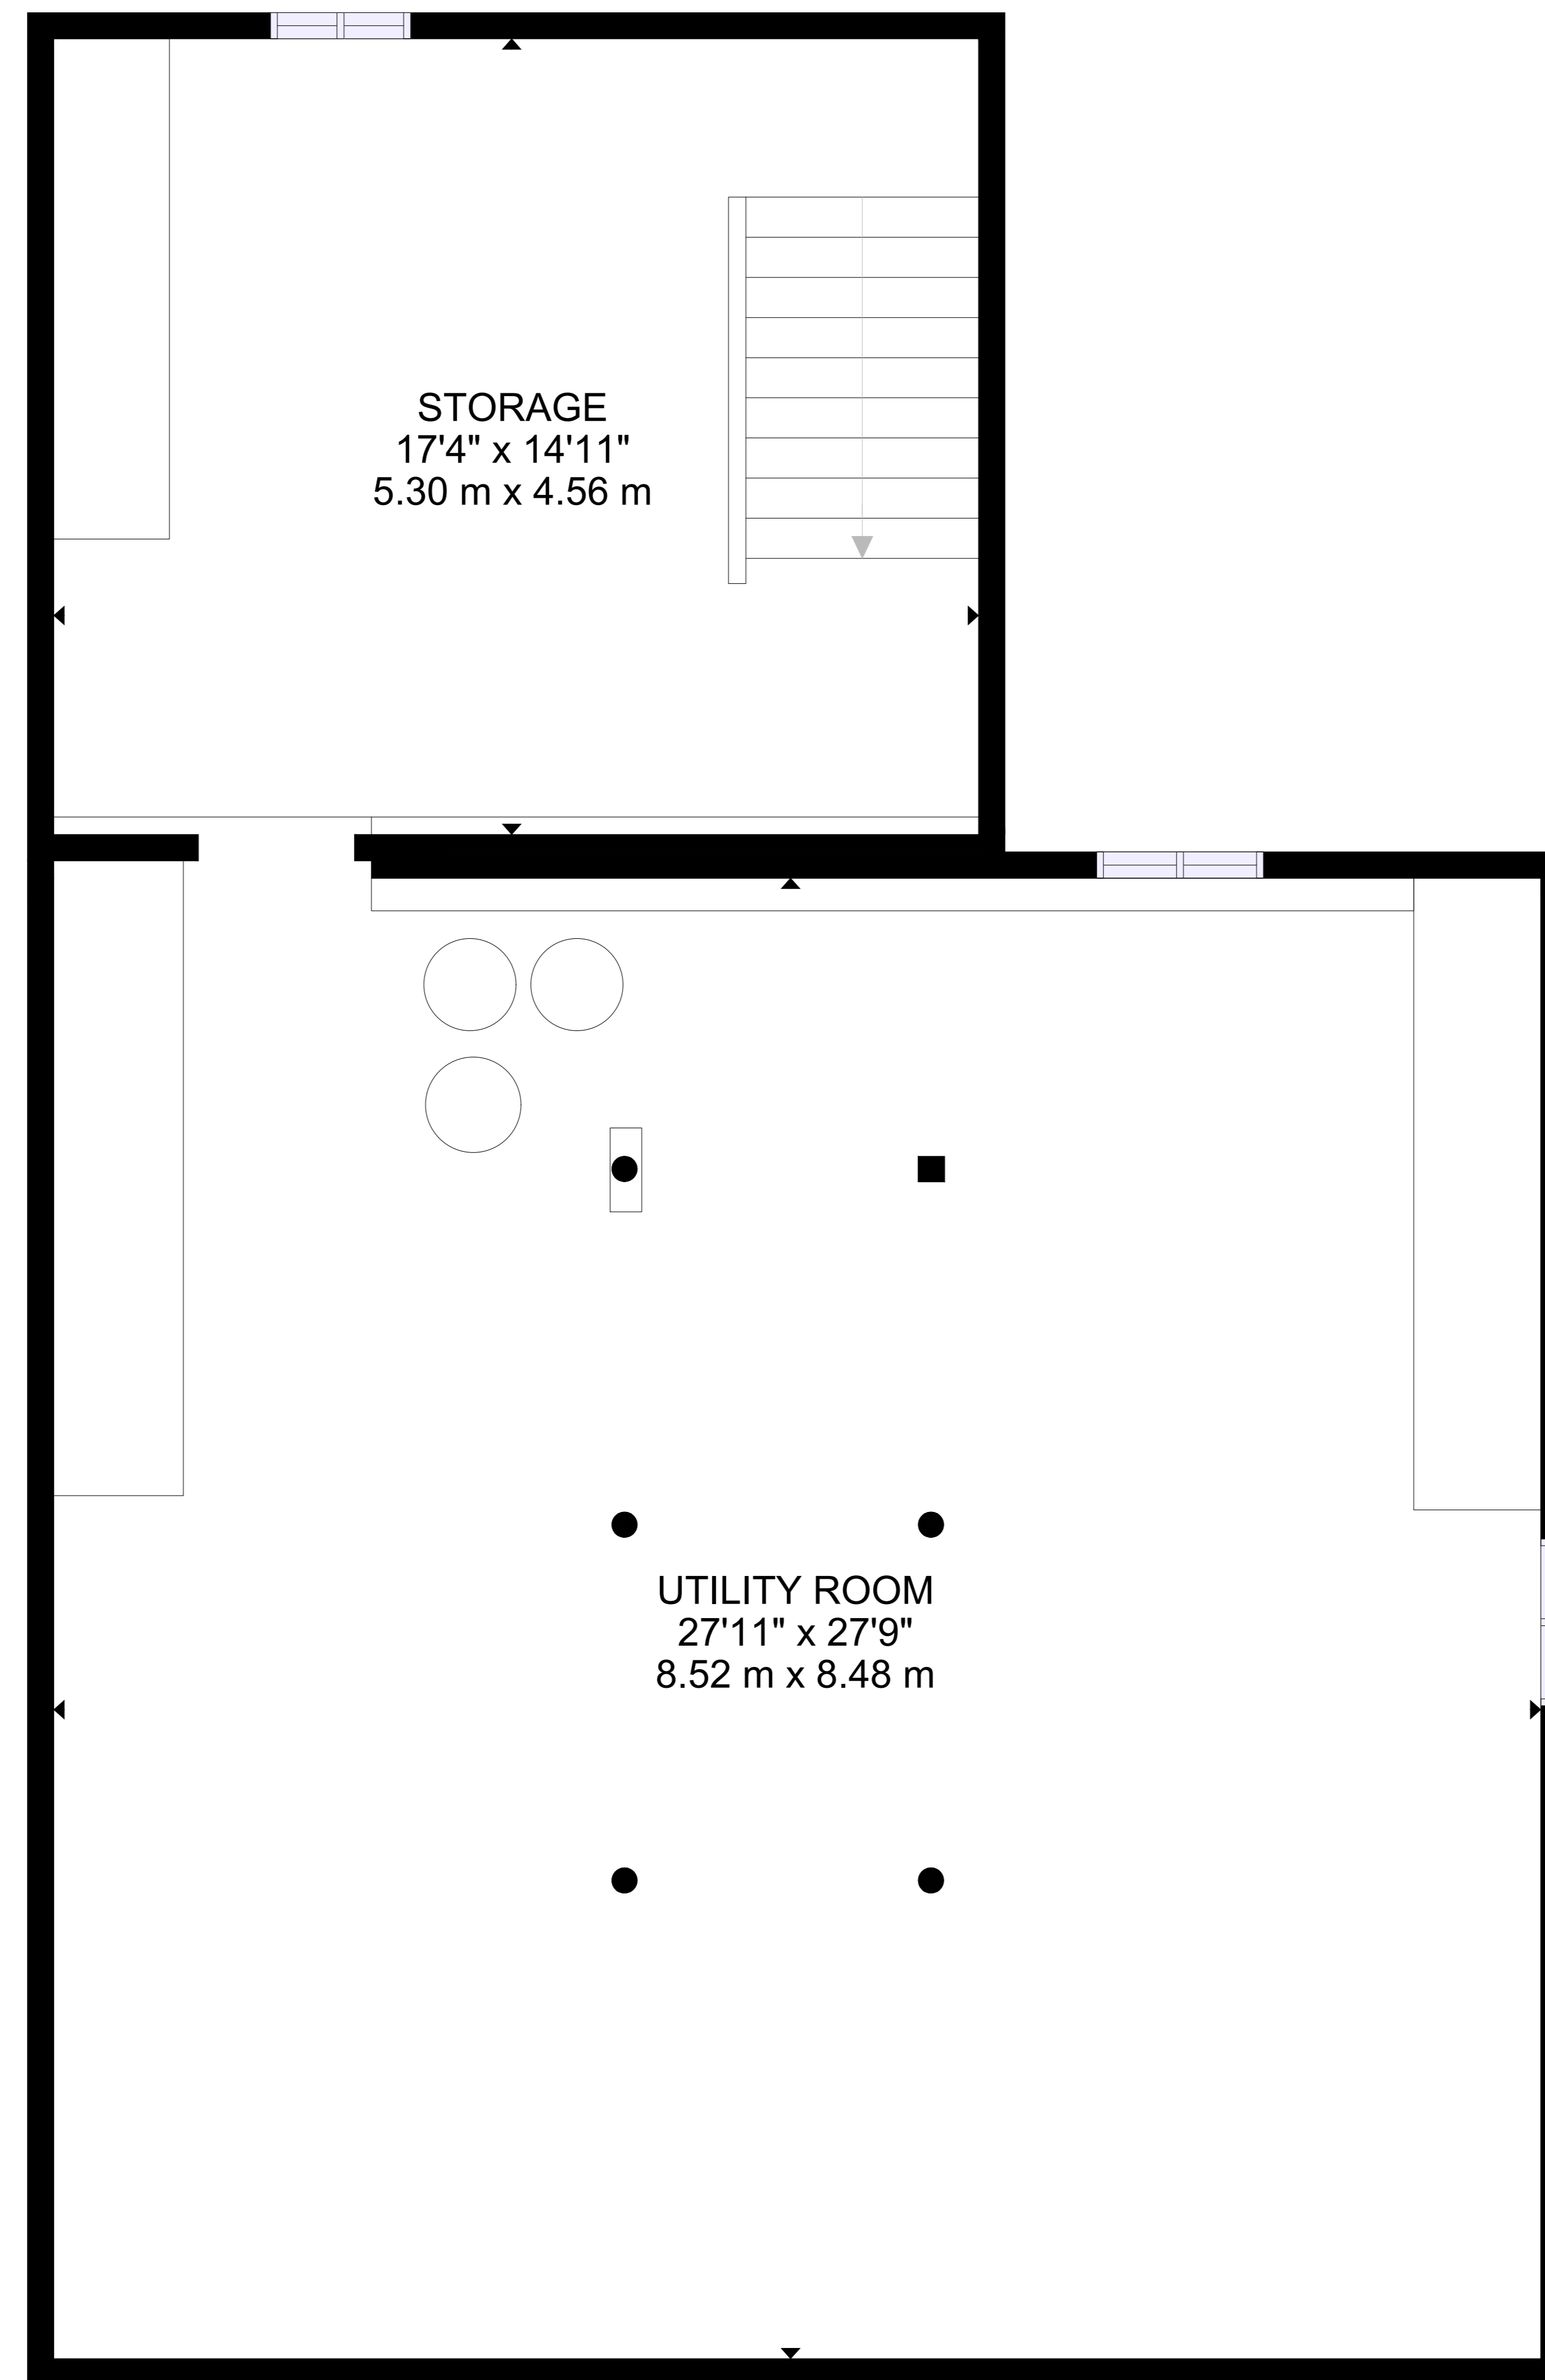 STORAGE
17'4" x 14'11"
5.30 m x 4.56 m
UTILITY ROOM
27'11" x 27'9"
8.52 m x 8.48 m